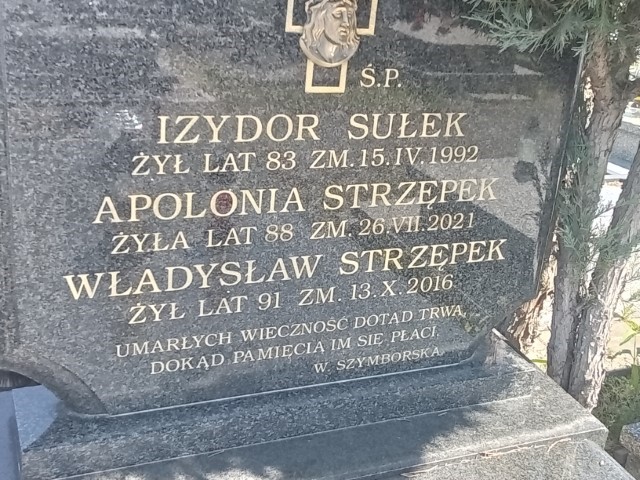 Ś.P.
IZYDOR SUŁEK
ŻYŁ LAT 83 ZM. 15.IV.1992
APOLONIA STRZĘPEK
ŻYŁA LAT 88 ZM. 26.VII.2021
WŁADYSŁAW STRZĘPEK
ŻYŁ LAT 91 ZM. 13.X.2016
UMARŁYCH WIECZNOŚĆ DOTĄD TRWA,
DOKĄD PAMIĘCIĄ IM SIĘ PŁACI.
W. SZYMBORSKA